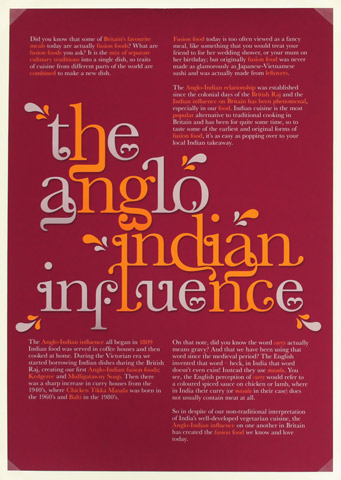 Did you know that some of Britain's favourite
meals today are actually fusion foods? What are
fusion foods you ask? It is the mix of separate
culinary traditions into a single dish, so traits
of cuisine from different parts of the world are
combined to make a new dish.
Fusion food today is too often viewed as a fancy
meal, like something that you would treat your
friend to for her wedding shower, or your mum on
her birthday; but originally fusion food was never
made as glamorously as Japanese-Vietnamese
sushi and was actually made from leftovers.
The Anglo-Indian relationship was established
since the colonial days of the British Raj and the
Indian influence on Britain has been phenomenal,
especially in our food. Indian cuisine is the most
popular alternative to traditional cooking in
Britain and has been for quite some time, so to
taste some of the earliest and original forms of
fusion food, it's as easy as popping over to your
local Indian takeaway.
the
anglo
indian
influence
The Anglo-Indian influence all began in 1809
Indian food was served in coffee houses and then
cooked at home. During the Victorian era we
started borrowing Indian dishes during the British
Raj, creating our first Anglo-Indian fusion foods:
Kedgeree and Mulligatawny Soup. Then there
was a sharp increase in curry houses from the
1940's, where Chicken Tikka Masala was born in
the 1960's and Balti in the 1980's.
On that note, did you know the word curry actually
means gravy? And that we have been using that
word since the medieval period? The English
invented that word - heck, in India that word
doesn't even exist! Instead they use masala. You
see, the English perception of curry would refer to
a coloured spiced sauce on chicken or lamb, where
in India their curry (or masala in their case) does
not usually contain meat at all.
So in despite of our non-traditional interpretation
of India's well-developed vegetarian cuisine, the
Anglo-Indian influence on one another in Britain
has created the fusion food we know and love
today.